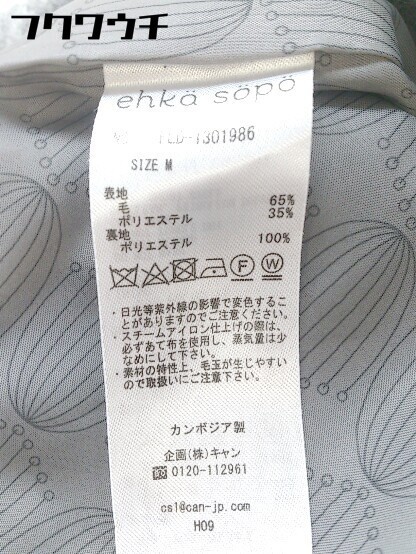 フクワウチ
ehkä söpö
SIZE M
表地
毛 65%
ポリエステル 35%
裏地
ポリエステル 100%
F W
・日光等紫外線の影響で変色するこ
とがありますのでご注意ください。
・スチームアイロン仕上げの際は、
必ずあて布を使用し、蒸気量は少
なめにして下さい。
・素材の特性上、毛玉が生じやすい
ので取扱いにご注意下さい。
カンボジア製
企画(株)キャン
0120-112961
cs1@can-jp.com
H09